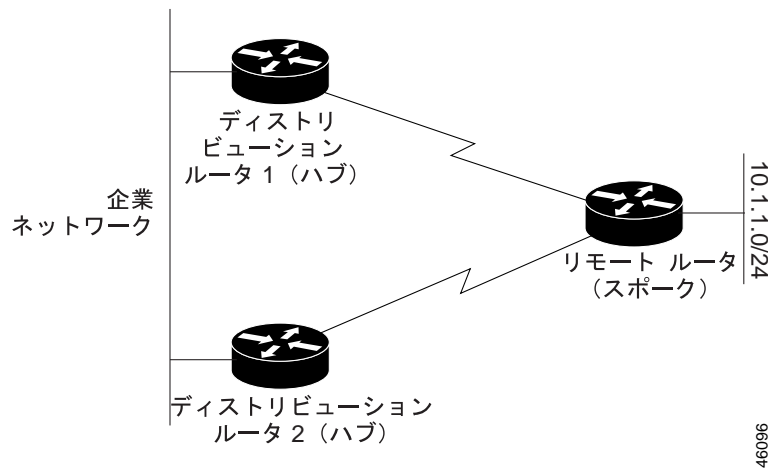 ディストリ
ビューション
ルータ 1（ハブ）
企業
ネットワーク
10.1.1.0/24
リモート ルータ
（スポーク）
ディストリビューション
ルータ 2（ハブ）
46096